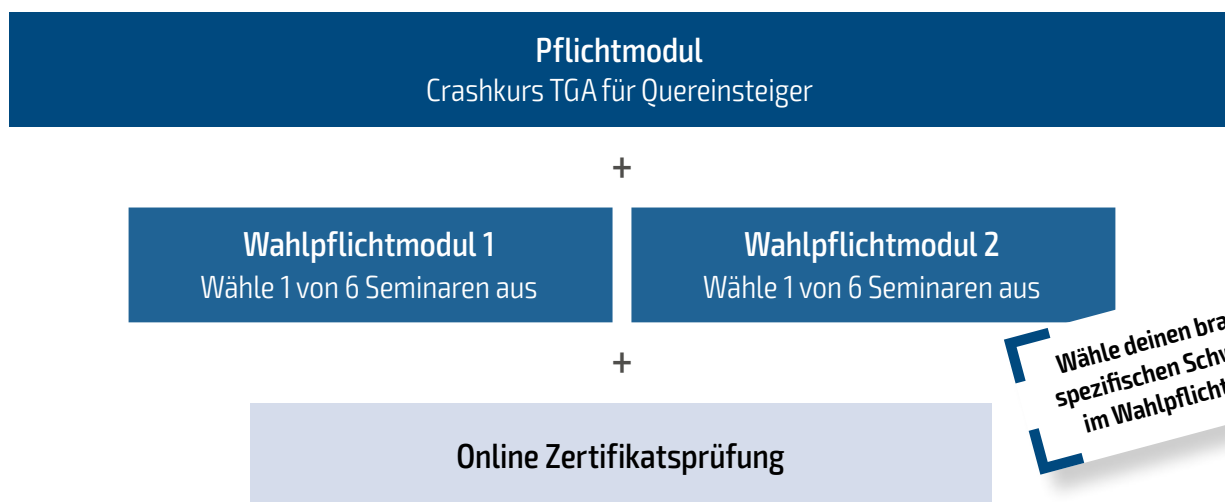 Pflichtmodul
Crashkurs TGA für Quereinsteiger
+
Wahlpflichtmodul 1
Wähle 1 von 6 Seminaren aus
Wahlpflichtmodul 2
Wähle 1 von 6 Seminaren aus
+
Wähle deinen
spezifischen
im
Online Zertifikatsprüfung